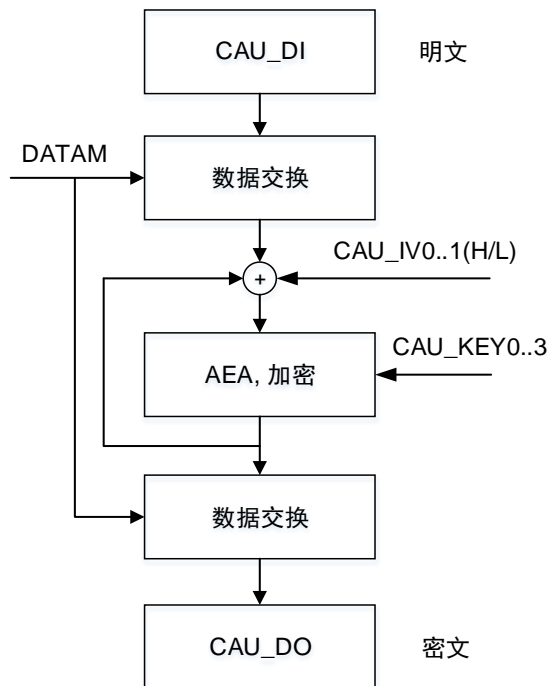 CAU_DI
明文
DATAM
数据交换
CAU_IV0..1(H/L)
+
CAU_KEY0..3
AEA, 加密
数据交换
CAU_DO
密文